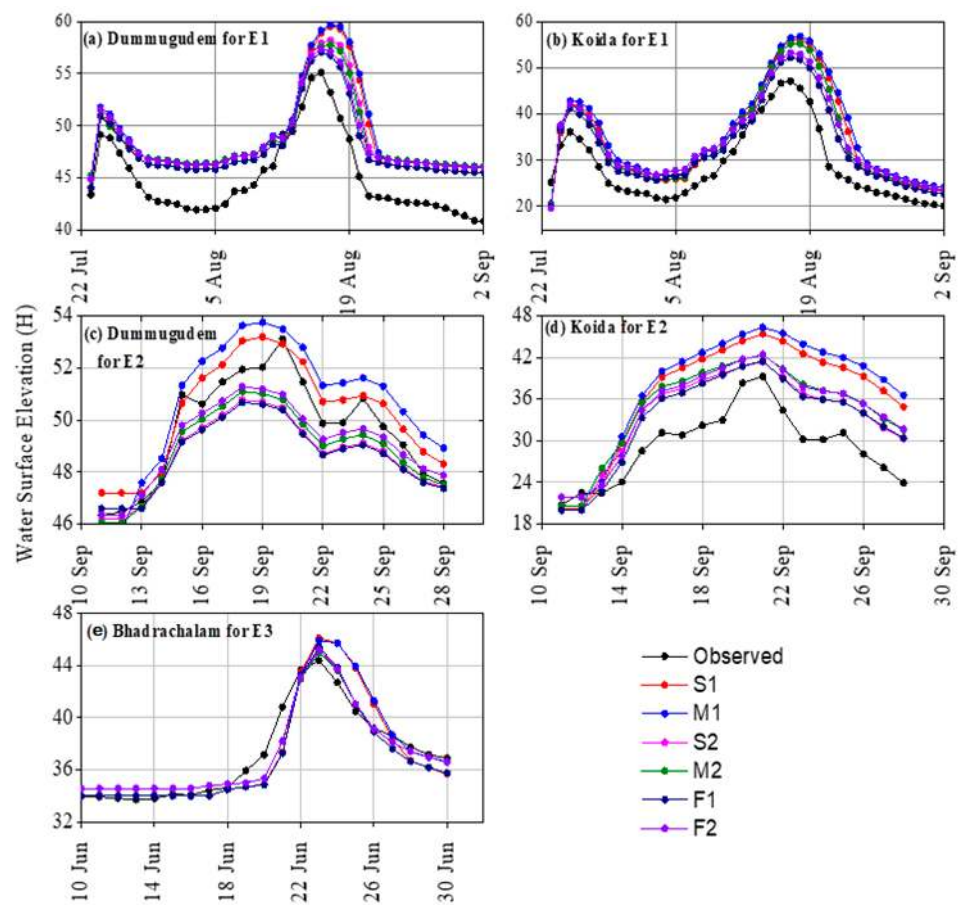 (a) Dummugudem for E1
60
55
50
45
40
22 Jul
5 Aug
19 Aug
2 Sep
(b) Koida for E1
60
50
40
30
20
22 Jul
5 Aug
19 Aug
2 Sep
Water Surface Elevation (H)
(c) Dummugudem
for E2
54
52
50
48
46
10 Sep
13 Sep
16 Sep
19 Sep
22 Sep
25 Sep
28 Sep
(d) Koida for E2
48
42
36
30
24
18
10 Sep
14 Sep
18 Sep
22 Sep
26 Sep
30 Sep
(e) Bhadrachalam for E3
48
44
40
36
32
10 Jun
14 Jun
18 Jun
22 Jun
26 Jun
30 Jun
Observed
S1
M1
S2
M2
F1
F2